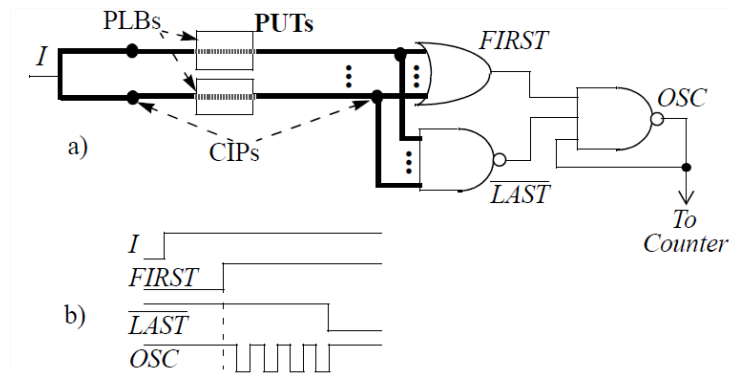 PLBs
PUTs
I
FIRST
OSC
CIPs
a)
LAST
To
Counter
I
FIRST
b)
LAST
OSC